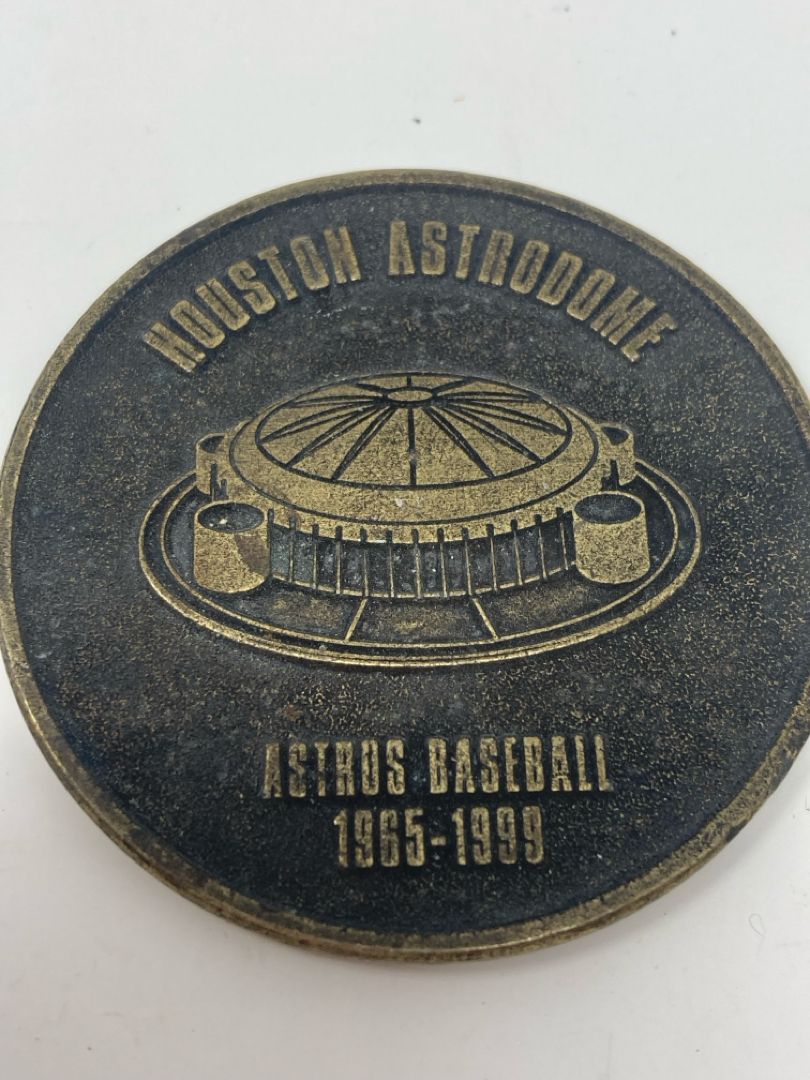 HOUSTON ASTRODOME
ASTROS BASEBALL
1965-1999